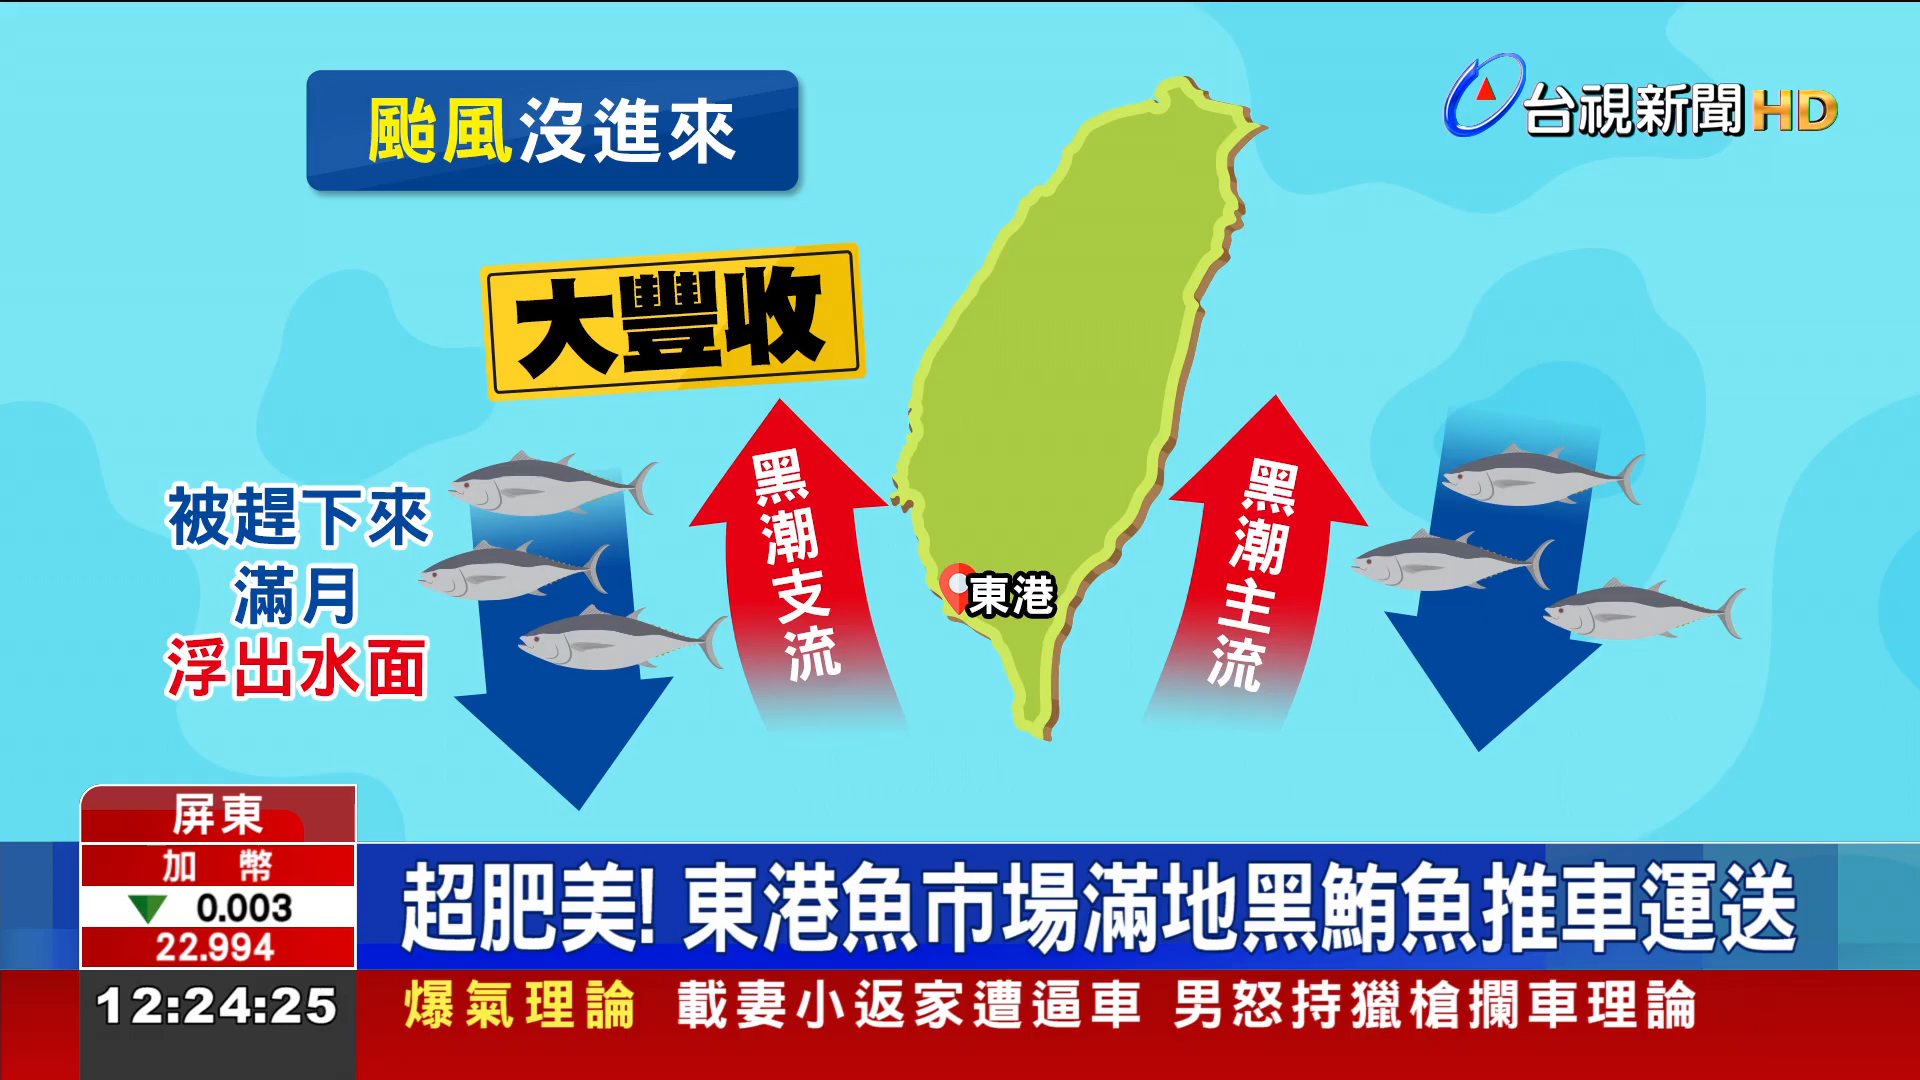 颱風沒進來
台視新聞HD
大豐收
被趕下來
滿月
浮出水面
黑潮支流
黑潮主流
東港
屏東
加 幣
0.003
22.994
12:24:25
超肥美! 東港魚市場滿地黑鮪魚推車運送
爆氣理論 載妻小返家遭逼車 男怒持獵槍攔車理論